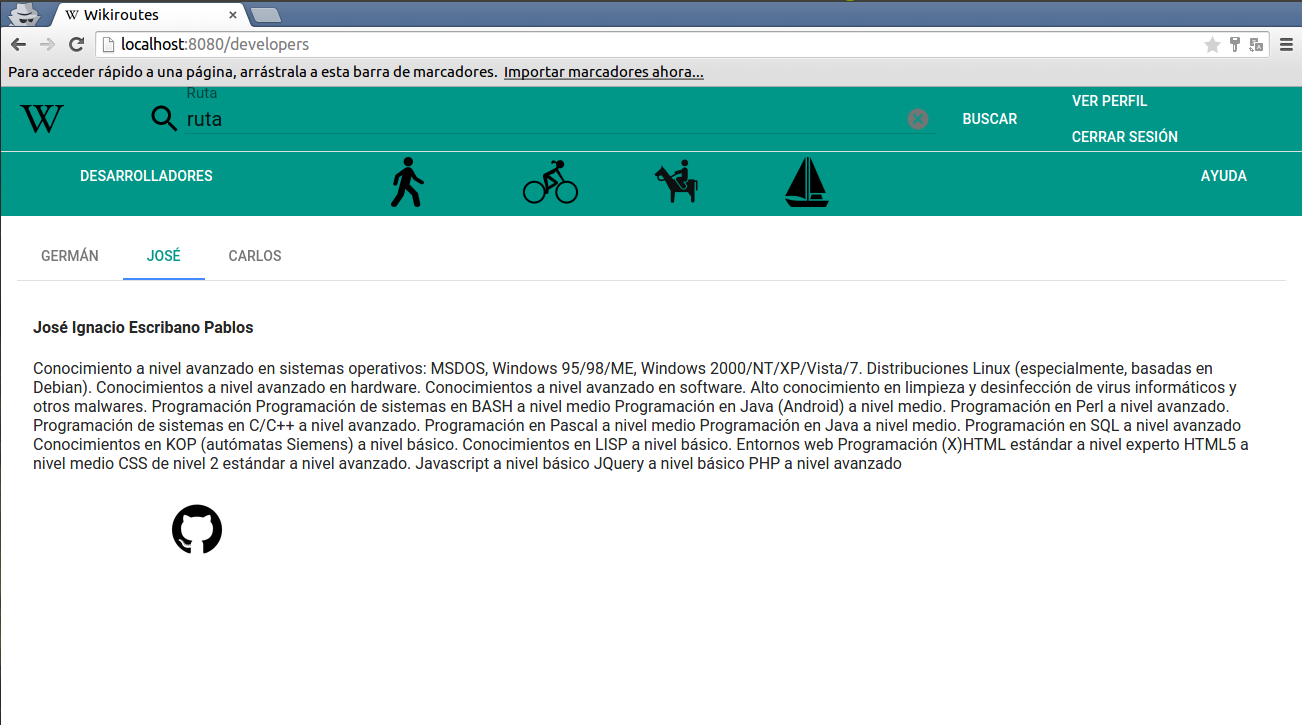 W Wikiroutes ×
localhost:8080/developers
Para acceder rápido a una página, arrástrala a esta barra de marcadores. Importar marcadores ahora...
W
Ruta
ruta
BUSCAR
VER PERFIL
CERRAR SESIÓN
DESARROLLADORES
AYUDA
GERMÁN JOSÉ CARLOS
José Ignacio Escribano Pablos
Conocimiento a nivel avanzado en sistemas operativos: MSDOS, Windows 95/98/ME, Windows 2000/NT/XP/Vista/7. Distribuciones Linux (especialmente, basadas en
Debian). Conocimientos a nivel avanzado en hardware. Conocimientos a nivel avanzado en software. Alto conocimiento en limpieza y desinfección de virus informáticos y
otros malwares. Programación Programación de sistemas en BASH a nivel medio Programación en Java (Android) a nivel medio. Programación en Perl a nivel avanzado.
Programación de sistemas en C/C++ a nivel avanzado. Programación en Pascal a nivel medio Programación en Java a nivel medio. Programación en SQL a nivel avanzado
Conocimientos en KOP (autómatas Siemens) a nivel básico. Conocimientos en LISP a nivel básico. Entornos web Programación (X)HTML estándar a nivel experto HTML5 a
nivel medio CSS de nivel 2 estándar a nivel avanzado. Javascript a nivel básico JQuery a nivel básico PHP a nivel avanzado